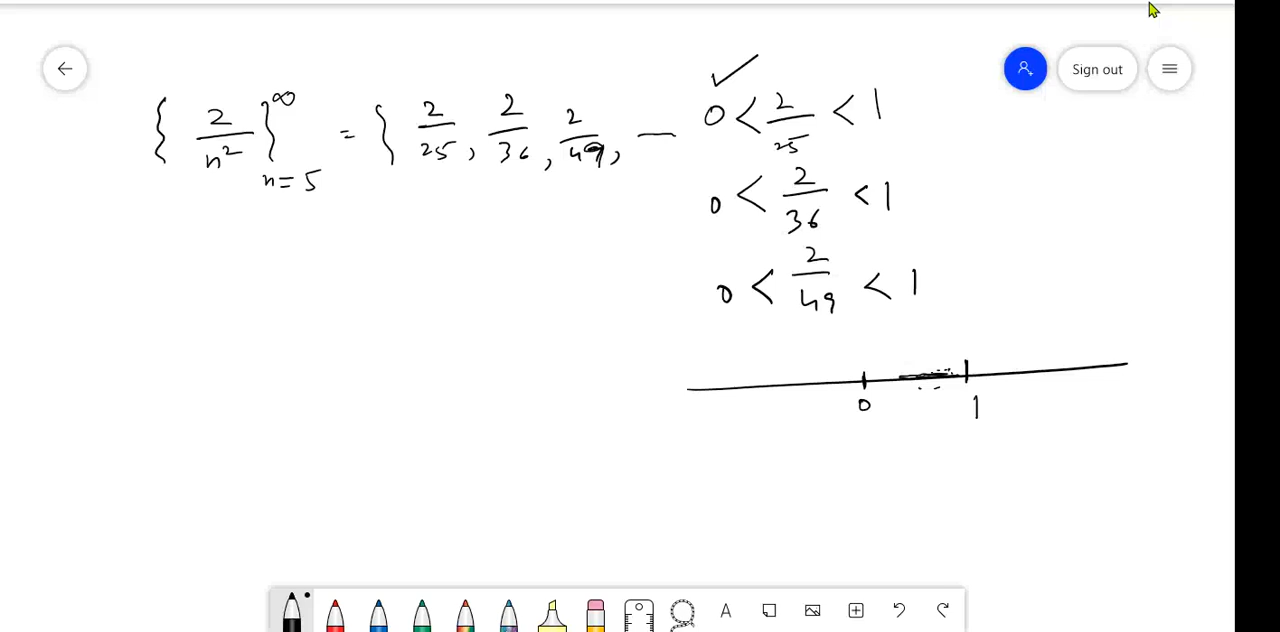 Sign out
{ 2/n² }^∞_{n=5} = { 2/25, 2/36, 2/49, —
0 < 2/25 < 1
0 < 2/36 < 1
0 < 2/49 < 1
0 1
A